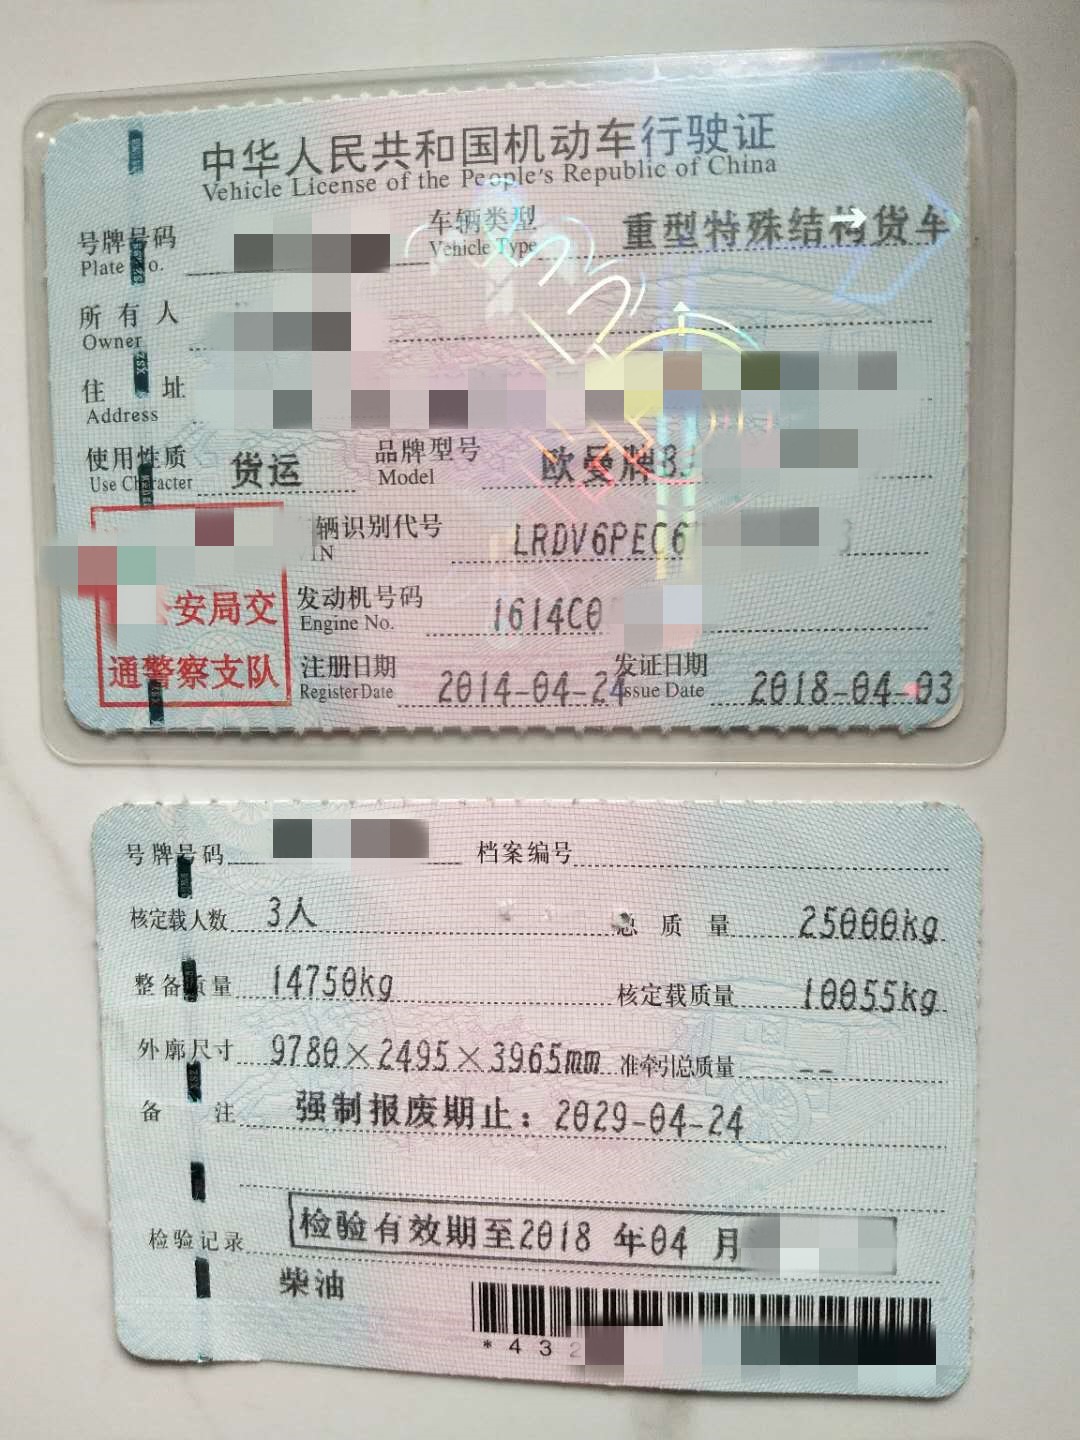 中华人民共和国机动车行驶证
Vehicle License of the People's Republic of China
号牌号码 车辆类型 重型特殊结构货车
Plate No. Vehicle Type
所有人
Owner
住址
Address
使用性质 货运 品牌型号 欧曼牌B
Use Character Model
辆识别代号 LRDV6PEC6
IN
安局交 发动机号码 1614C0
Engine No.
通警察支队 注册日期 2014-04-24 发证日期 2018-04-03
Register Date Issue Date
号牌号码 档案编号
核定载人数 3人 总质量 25000kg
整备质量 14750kg 核定载质量 10055kg
外廓尺寸 9780×2495×3965mm 准牵引总质量 --
备注 强制报废期止：2029-04-24
检验记录 检验有效期至2018年04月
柴油
*432